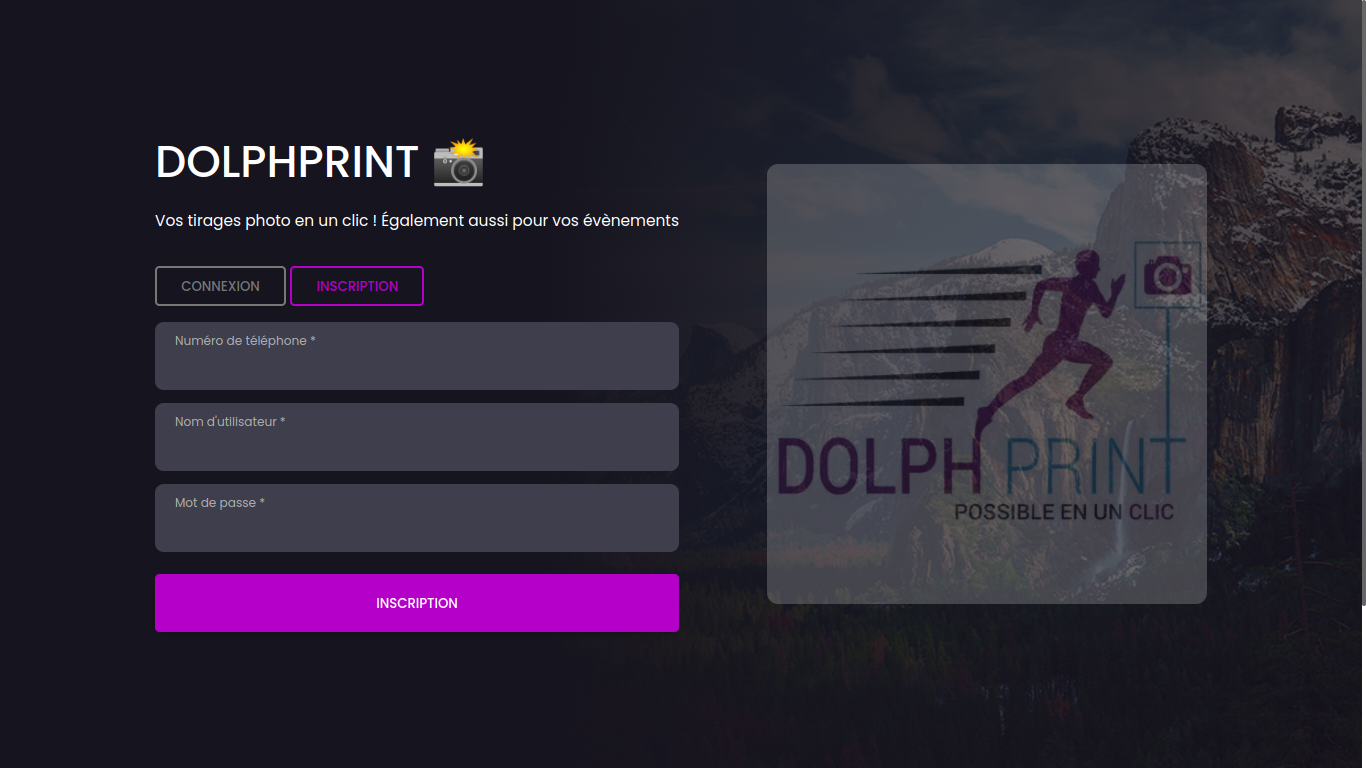 DOLPHPRINT 📸
Vos tirages photo en un clic ! Également aussi pour vos évènements
CONNEXION INSCRIPTION
Numéro de téléphone *
Nom d'utilisateur *
Mot de passe *
INSCRIPTION
DOLPH PRINT
POSSIBLE EN UN CLIC